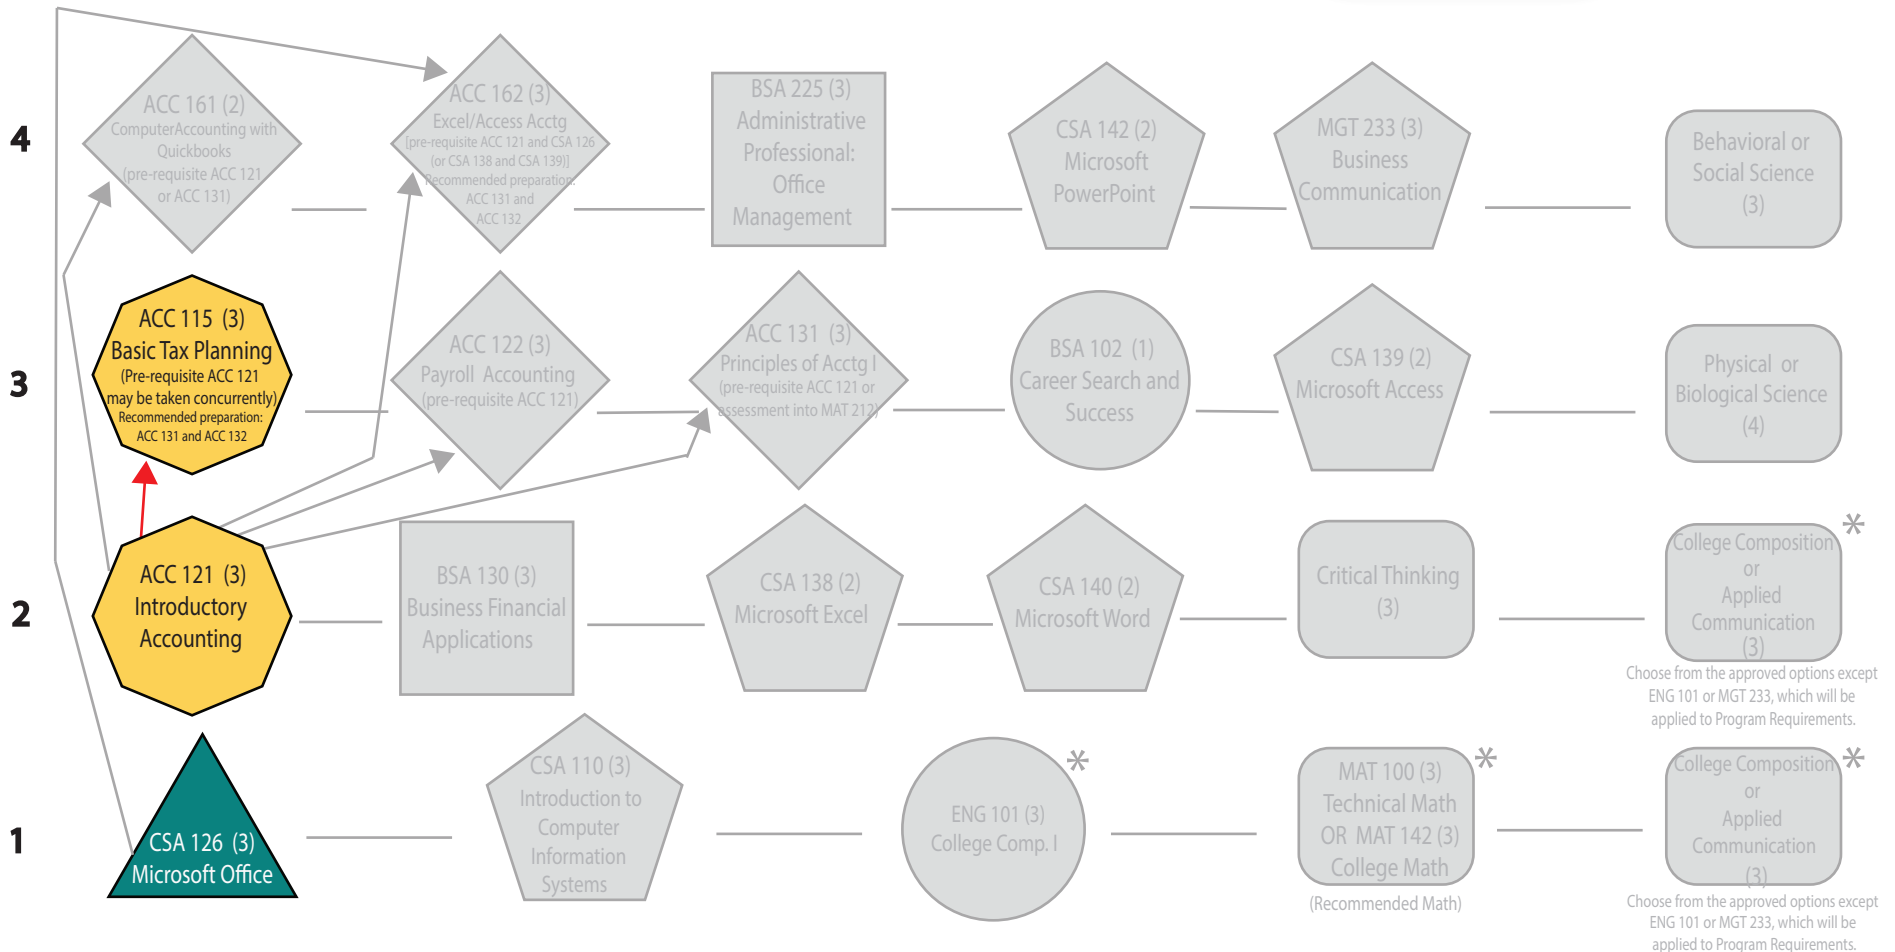 4
ACC 161 (2)
ComputerAccounting with
Quickbooks
(pre-requisite ACC 121
or ACC 131)
ACC 162 (3)
Excel/Access Acctg
[pre-requisite ACC 121 and CSA 126
(or CSA 138 and CSA 139)]
Recommended preparation:
ACC 131 and
ACC 132
BSA 225 (3)
Administrative
Professional:
Office
Management
CSA 142 (2)
Microsoft
PowerPoint
MGT 233 (3)
Business
Communication
Behavioral or
Social Science
(3)
3
ACC 115 (3)
Basic Tax Planning
(Pre-requisite ACC 121
may be taken concurrently)
Recommended preparation:
ACC 131 and ACC 132
ACC 122 (3)
Payroll Accounting
(pre-requisite ACC 121)
ACC 131 (3)
Principles of Acctg I
(pre-requisite ACC 121 or
assessment into MAT 212)
BSA 102 (1)
Career Search and
Success
CSA 139 (2)
Microsoft Access
Physical or
Biological Science
(4)
2
ACC 121 (3)
Introductory
Accounting
BSA 130 (3)
Business Financial
Applications
CSA 138 (2)
Microsoft Excel
CSA 140 (2)
Microsoft Word
Critical Thinking
(3)
*
College Composition
or
Applied
Communication
(3)
Choose from the approved options except
ENG 101 or MGT 233, which will be
applied to Program Requirements.
1
CSA 126 (3)
Microsoft Office
CSA 110 (3)
Introduction to
Computer
Information
Systems
*
ENG 101 (3)
College Comp. I
*
MAT 100 (3)
Technical Math
OR MAT 142 (3)
College Math
(Recommended Math)
*
College Composition
or
Applied
Communication
(3)
Choose from the approved options except
ENG 101 or MGT 233, which will be
applied to Program Requirements.